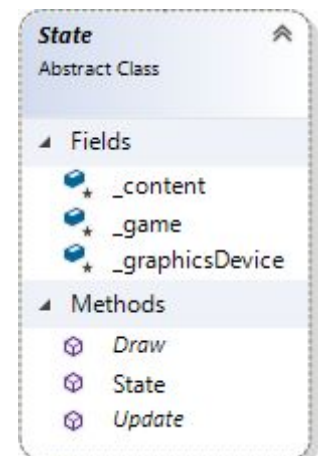 State
Abstract Class
Fields
_content
_game
_graphicsDevice
Methods
Draw
State
Update